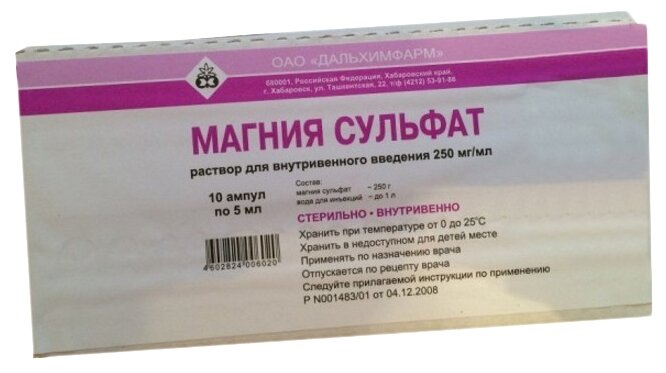 ОАО «ДАЛЬХИМФАРМ»
680001, Российская Федерация, Хабаровский край,
г. Хабаровск, ул. Ташкентская, 22, т/ф (4212) 53-91-86
МАГНИЯ СУЛЬФАТ
раствор для внутривенного введения 250 мг/мл
10 ампул
по 5 мл
Состав:
магния сульфат – 250 г
вода для инъекций – до 1 л
СТЕРИЛЬНО • ВНУТРИВЕННО
Хранить при температуре от 0 до 25°С
Хранить в недоступном для детей месте
Применять по назначению врача
Отпускается по рецепту врача
Следуйте прилагаемой инструкции по применению
Р N001483/01 от 04.12.2008
4602824006020